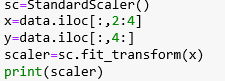 sc=StandardScaler()
x=data.iloc[:,2:4]
y=data.iloc[:,4:]
scaler=sc.fit_transform(x)
print(scaler)